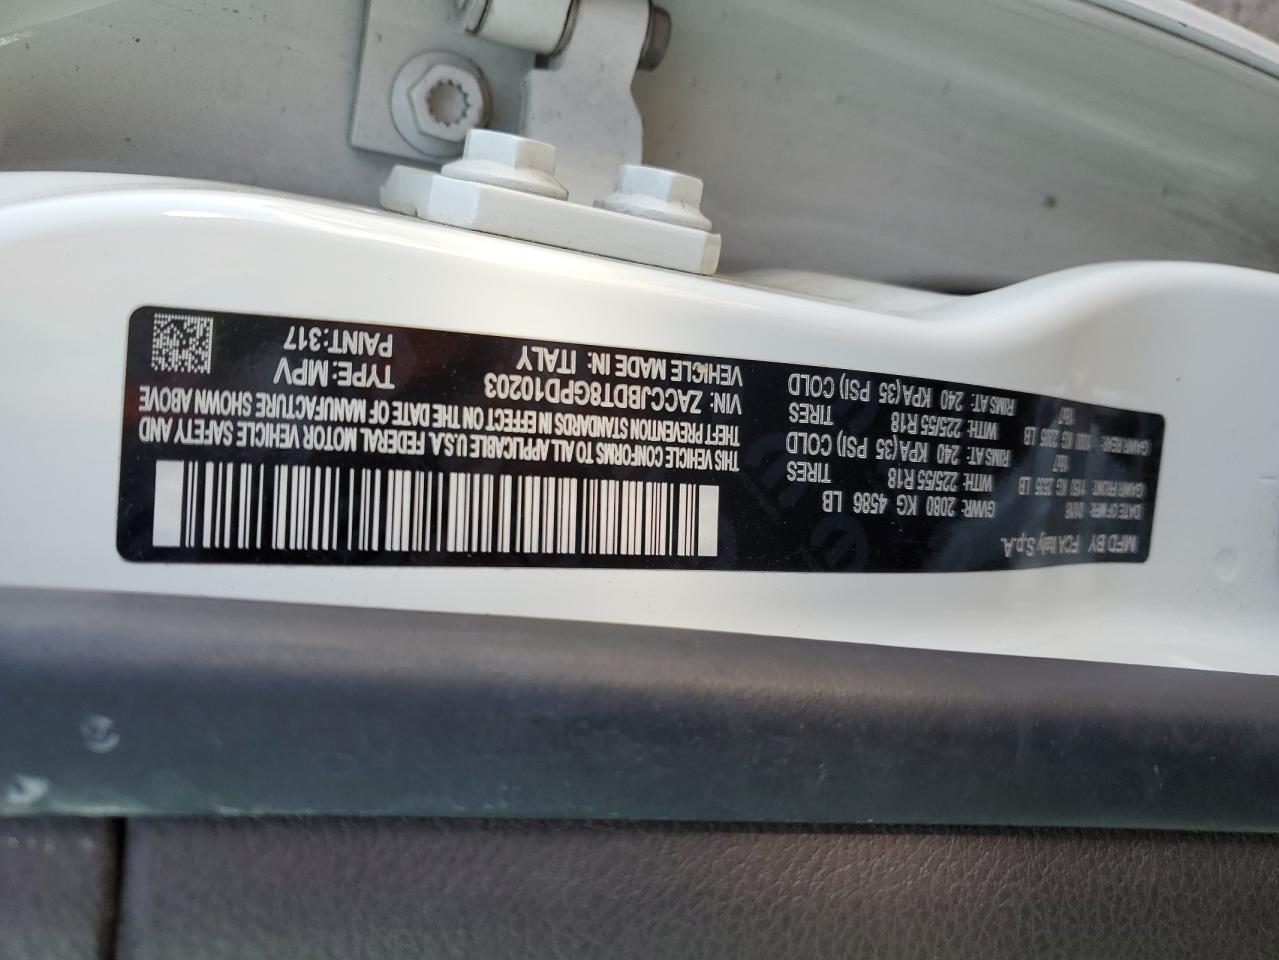 MFD BY FCA Italy S.p.A.
DATE OF MFR: 01/16
GAWR FRONT: 1151 KG 2535 LB
GAWR REAR: 1000 KG 2205 LB
GVWR: 2080 KG 4586 LB
WITH: 225/55 R18 TIRES
RIMS AT: 240 KPA(35 PSI) COLD
18x7
WITH: 225/55 R18 TIRES
RIMS AT: 240 KPA(35 PSI) COLD
18x7
THIS VEHICLE CONFORMS TO ALL APPLICABLE U.S.A. FEDERAL MOTOR VEHICLE SAFETY AND
THEFT PREVENTION STANDARDS IN EFFECT ON THE DATE OF MANUFACTURE SHOWN ABOVE
VIN: ZACCJBDT8GPD10203 TYPE: MPV
VEHICLE MADE IN: ITALY PAINT: 317